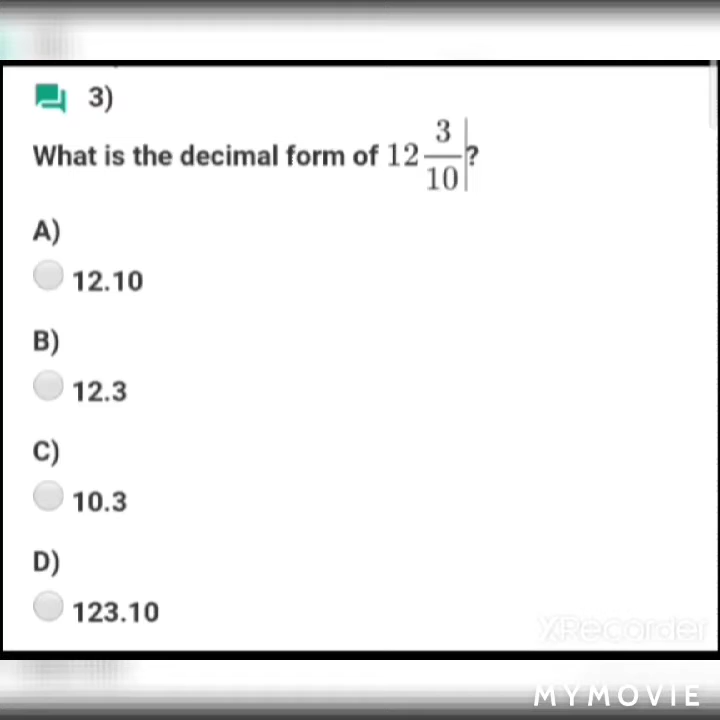 3)
What is the decimal form of 12 3/10?
A)
12.10
B)
12.3
C)
10.3
D)
123.10
XRecorder
MYMOVIE